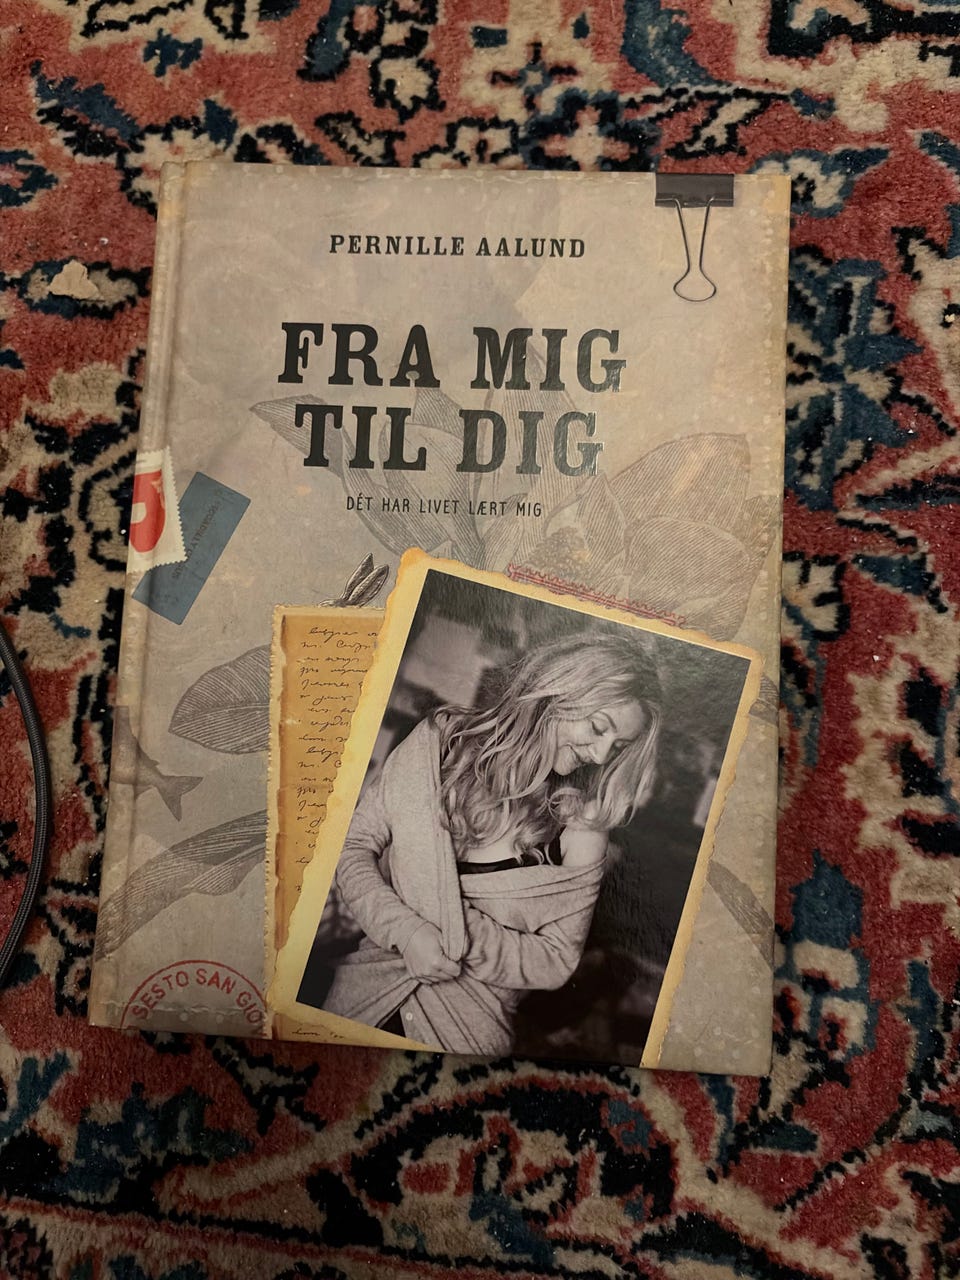 PERNILLE AALUND
FRA MIG
TIL DIG
DÉT HAR LIVET LÆRT MIG
SESTO SAN GIO